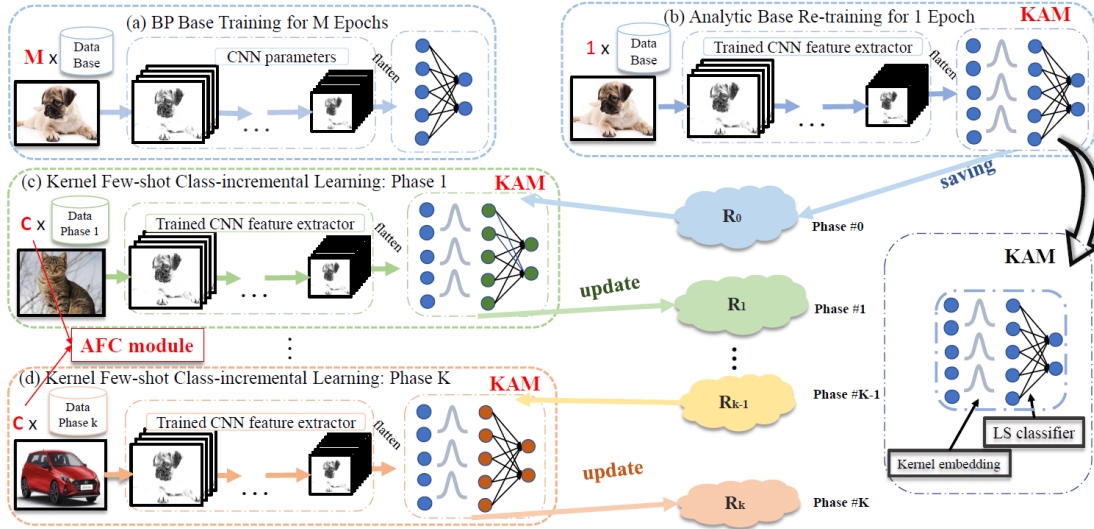 (a) BP Base Training for M Epochs
M x
Data
Base
CNN parameters
flatten
(b) Analytic Base Re-training for 1 Epoch
KAM
1 x
Data
Base
Trained CNN feature extractor
flatten
...
...
saving
(c) Kernel Few-shot Class-incremental Learning: Phase 1
KAM
C x
Data
Phase 1
Trained CNN feature extractor
flatten
...
R0
Phase #0
KAM
update
R1
Phase #1
AFC module
(d) Kernel Few-shot Class-incremental Learning: Phase K
KAM
C x
Data
Phase k
Trained CNN feature extractor
flatten
...
Rk-1
Phase #K-1
LS classifier
Kernel embedding
update
Rk
Phase #K